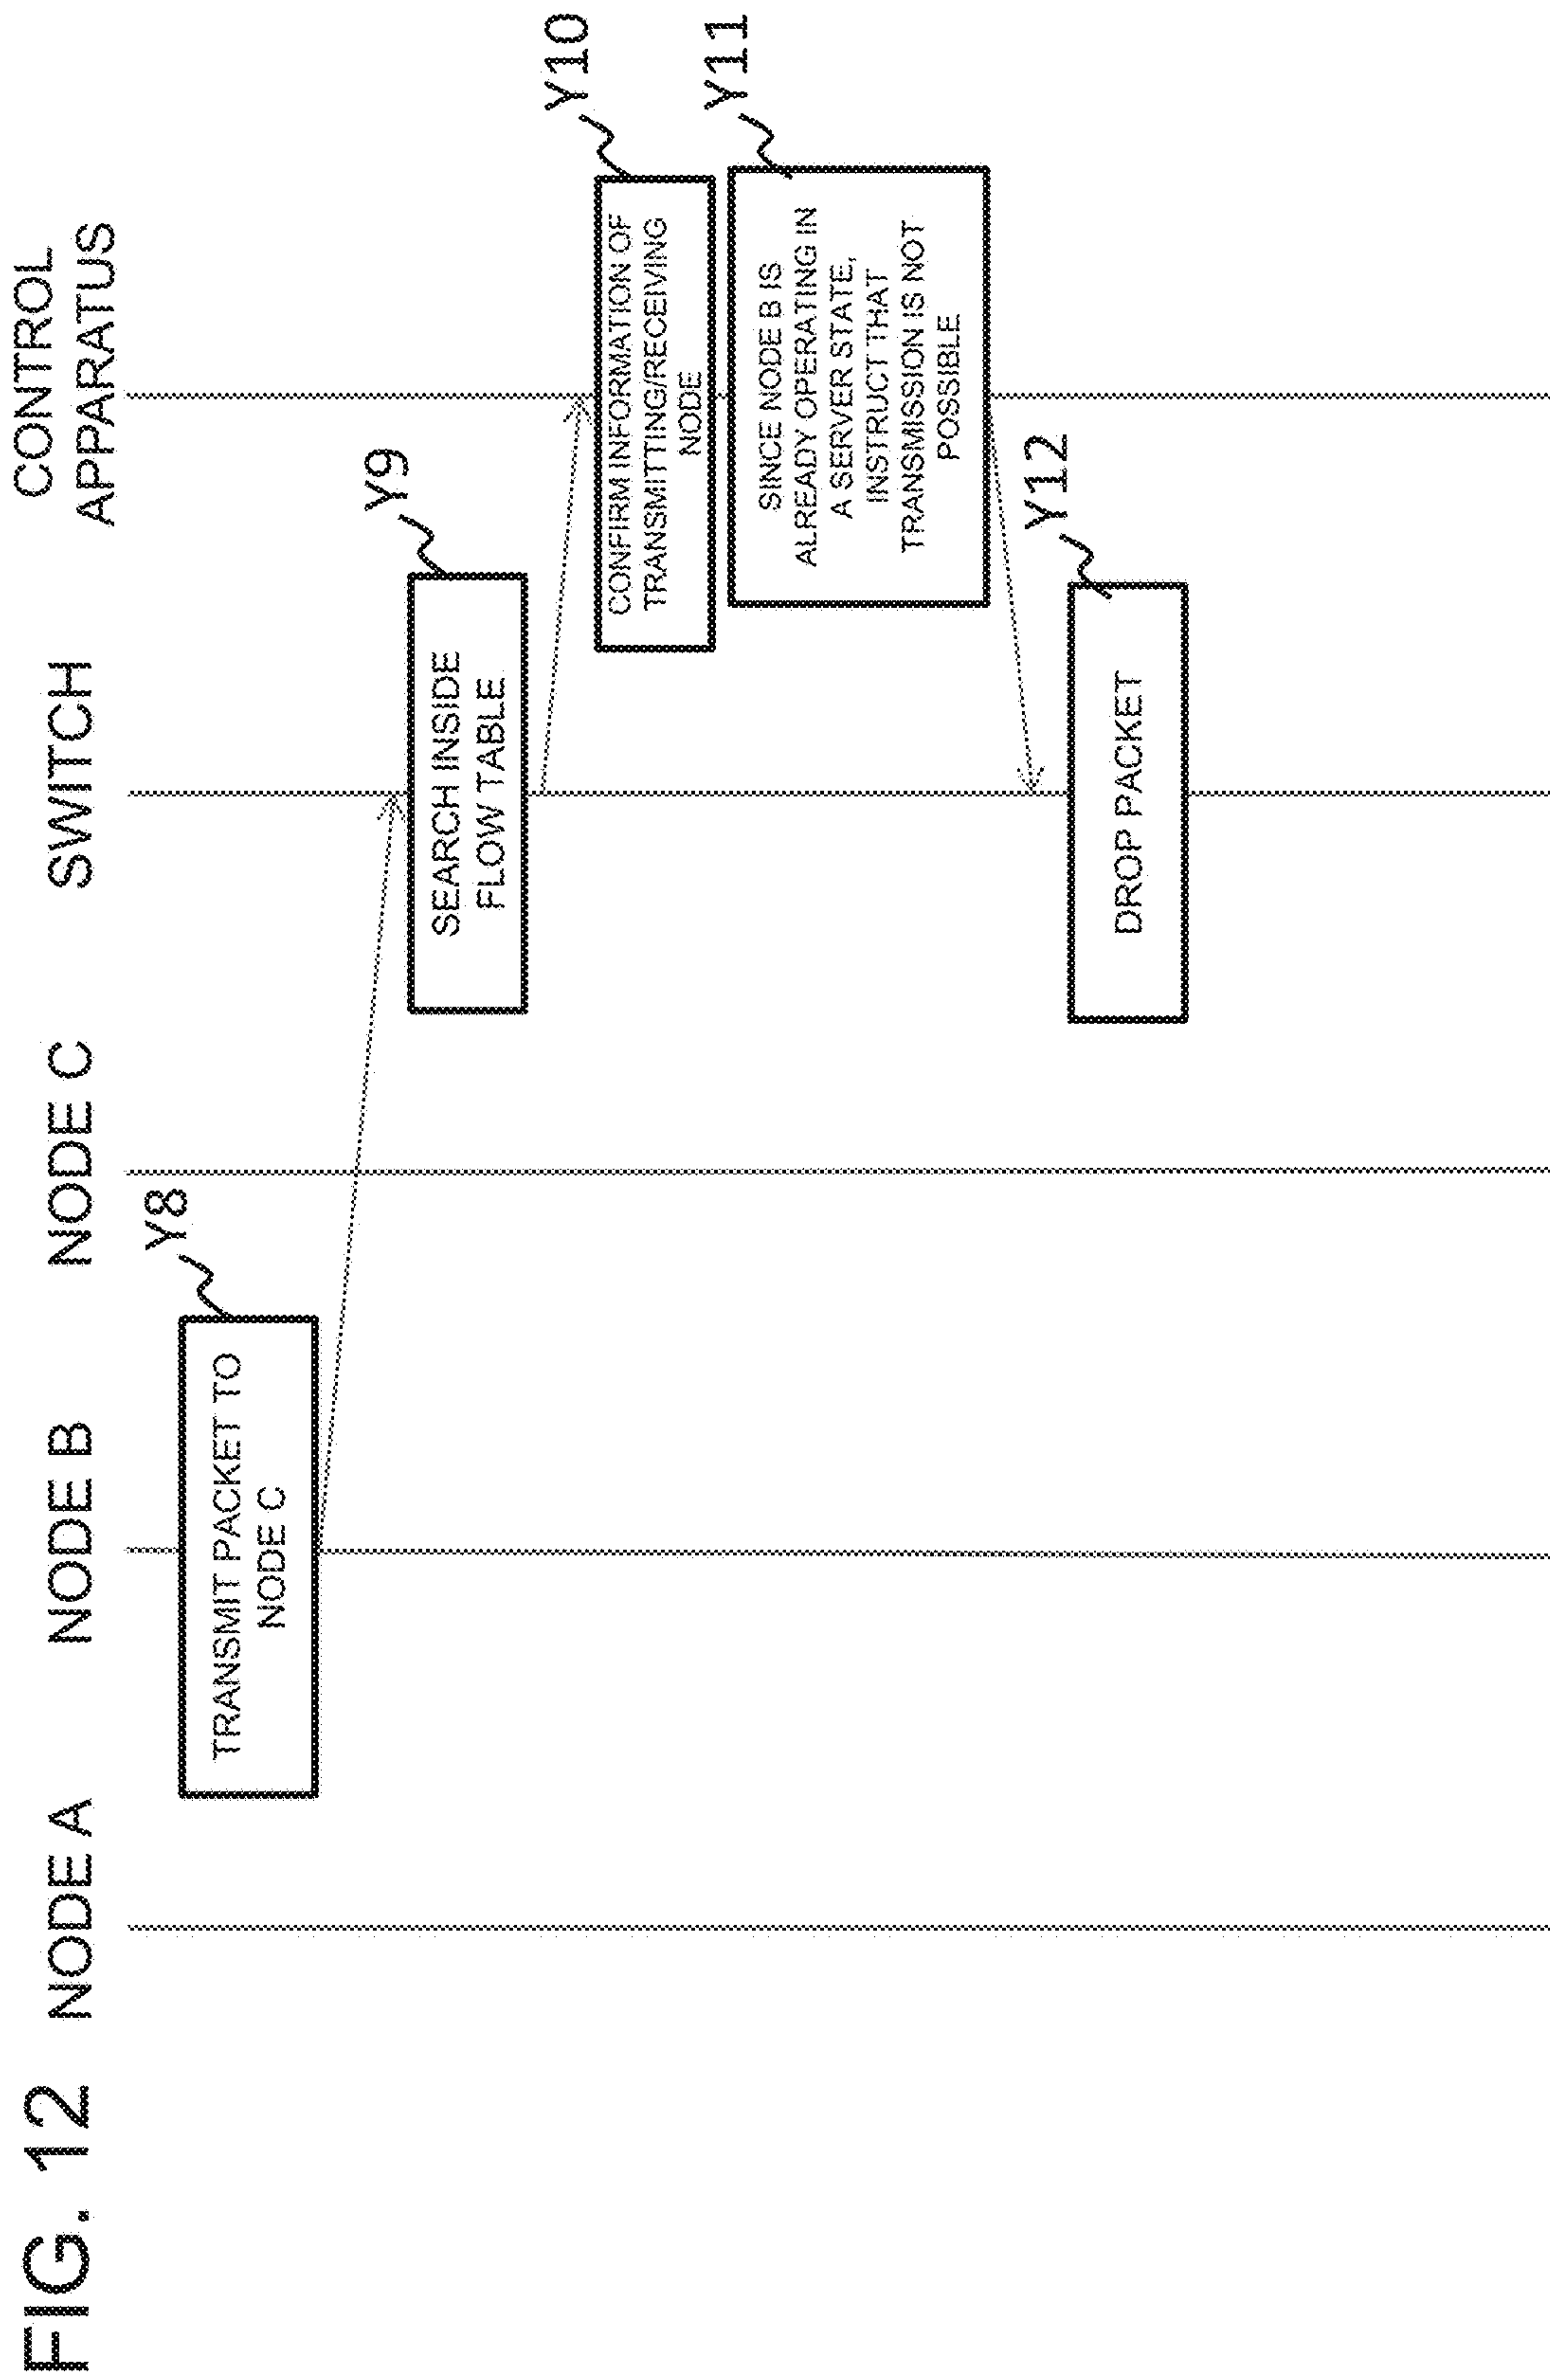 FIG. 12
NODE A
NODE B
NODE C
SWITCH
CONTROL
APPARATUS
Y8
TRANSMIT PACKET TO
NODE C
Y9
SEARCH INSIDE
FLOW TABLE
Y10
CONFIRM INFORMATION OF
TRANSMITTING/RECEIVING
NODE
Y11
SINCE NODE B IS
ALREADY OPERATING IN
A SERVER STATE,
INSTRUCT THAT
TRANSMISSION IS NOT
POSSIBLE
Y12
DROP PACKET